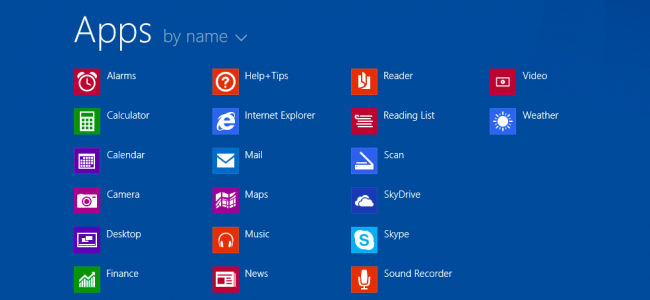 Apps by name
Alarms
Calculator
Calendar
Camera
Desktop
Finance
Help+Tips
Internet Explorer
Mail
Maps
Music
News
Reader
Reading List
Scan
SkyDrive
Skype
Sound Recorder
Video
Weather